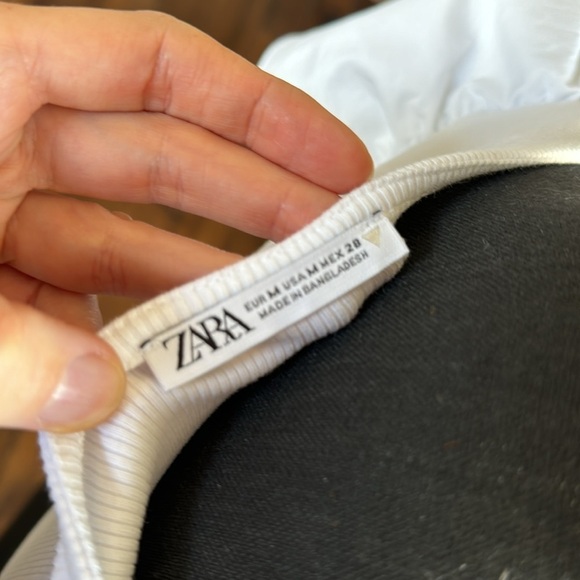 ZARA
EUR M USA M MEX 28
MADE IN BANGLADESH